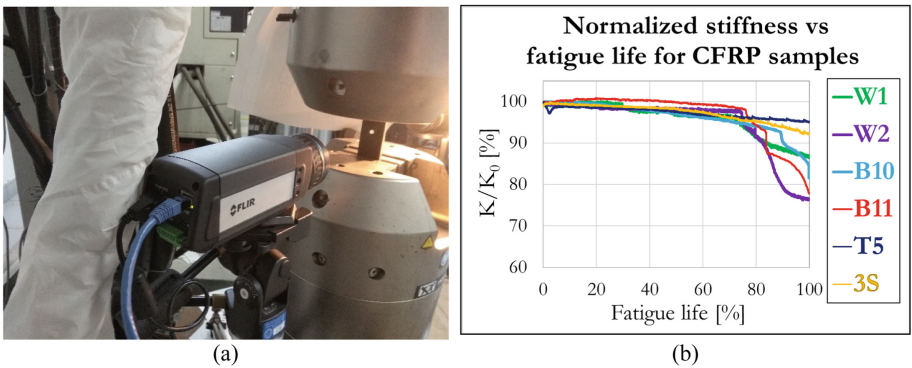 FLIR
(a)
Normalized stiffness vs
fatigue life for CFRP samples
K/K0 [%]
100
90
80
70
60
0 20 40 60 80 100
Fatigue life [%]
W1
W2
B10
B11
T5
3S
(b)